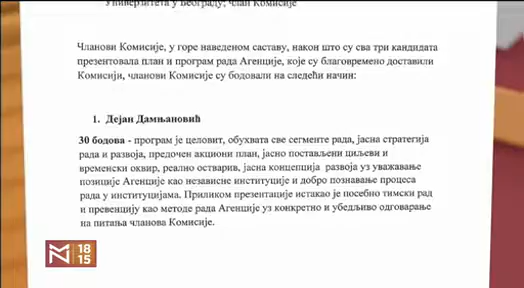 Универзитета у Београду; члан Комисије
Чланови Комисије, у горе наведеном саставу, након што су сва три кандидата
презентовала план и програм рада Агенције, које су благовремено доставили
Комисији, чланови Комисије су бодовали на следећи начин:
1. Дејан Дамњановић
30 бодова - програм је целовит, обухвата све сегменте рада, јасна стратегија
рада и развоја, предочен акциони план, јасно постављени циљеви и
временски оквир, реално остварив, јасна концепција развоја уз уважавање
позиције Агенције као независне институције и добро познавање процеса
рада у институцијама. Приликом презентације истакао је посебно тимски рад
и превенцију као методе рада Агенције уз конкретно и убедљиво одговарање
на питања чланова Комисије.
18
15